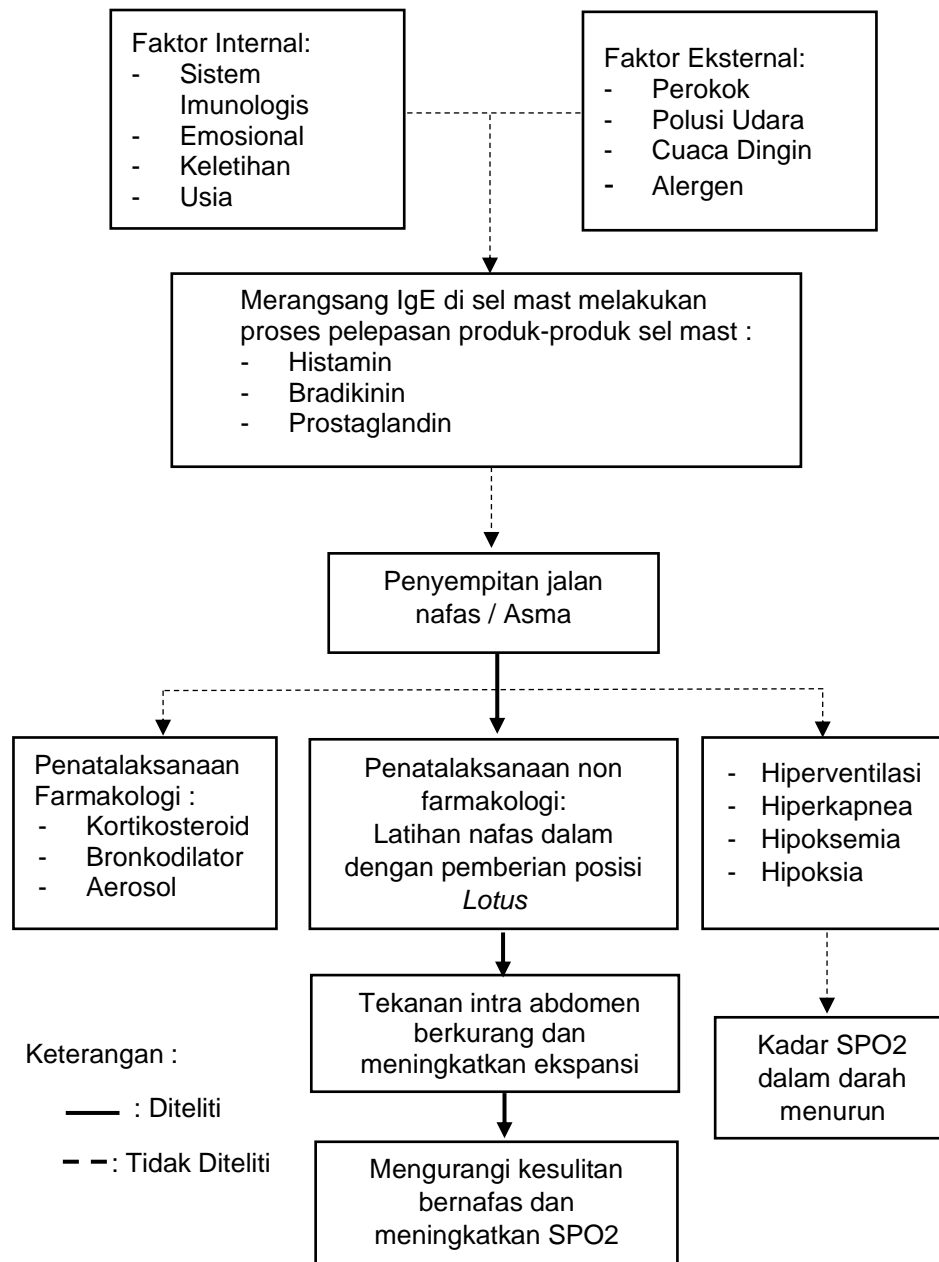 Faktor Internal:
- Sistem
Imunologis
- Emosional
- Keletihan
- Usia
Faktor Eksternal:
- Perokok
- Polusi Udara
- Cuaca Dingin
- Alergen
Merangsang IgE di sel mast melakukan
proses pelepasan produk-produk sel mast :
- Histamin
- Bradikinin
- Prostaglandin
Penyempitan jalan
nafas / Asma
Penatalaksanaan
Farmakologi :
- Kortikosteroid
- Bronkodilator
- Aerosol
Penatalaksanaan non
farmakologi:
Latihan nafas dalam
dengan pemberian posisi
Lotus
- Hiperventilasi
- Hiperkapnea
- Hipoksemia
- Hipoksia
Tekanan intra abdomen
berkurang dan
meningkatkan ekspansi
Kadar SPO2
dalam darah
menurun
Keterangan :
: Diteliti
: Tidak Diteliti
Mengurangi kesulitan
bernafas dan
meningkatkan SPO2